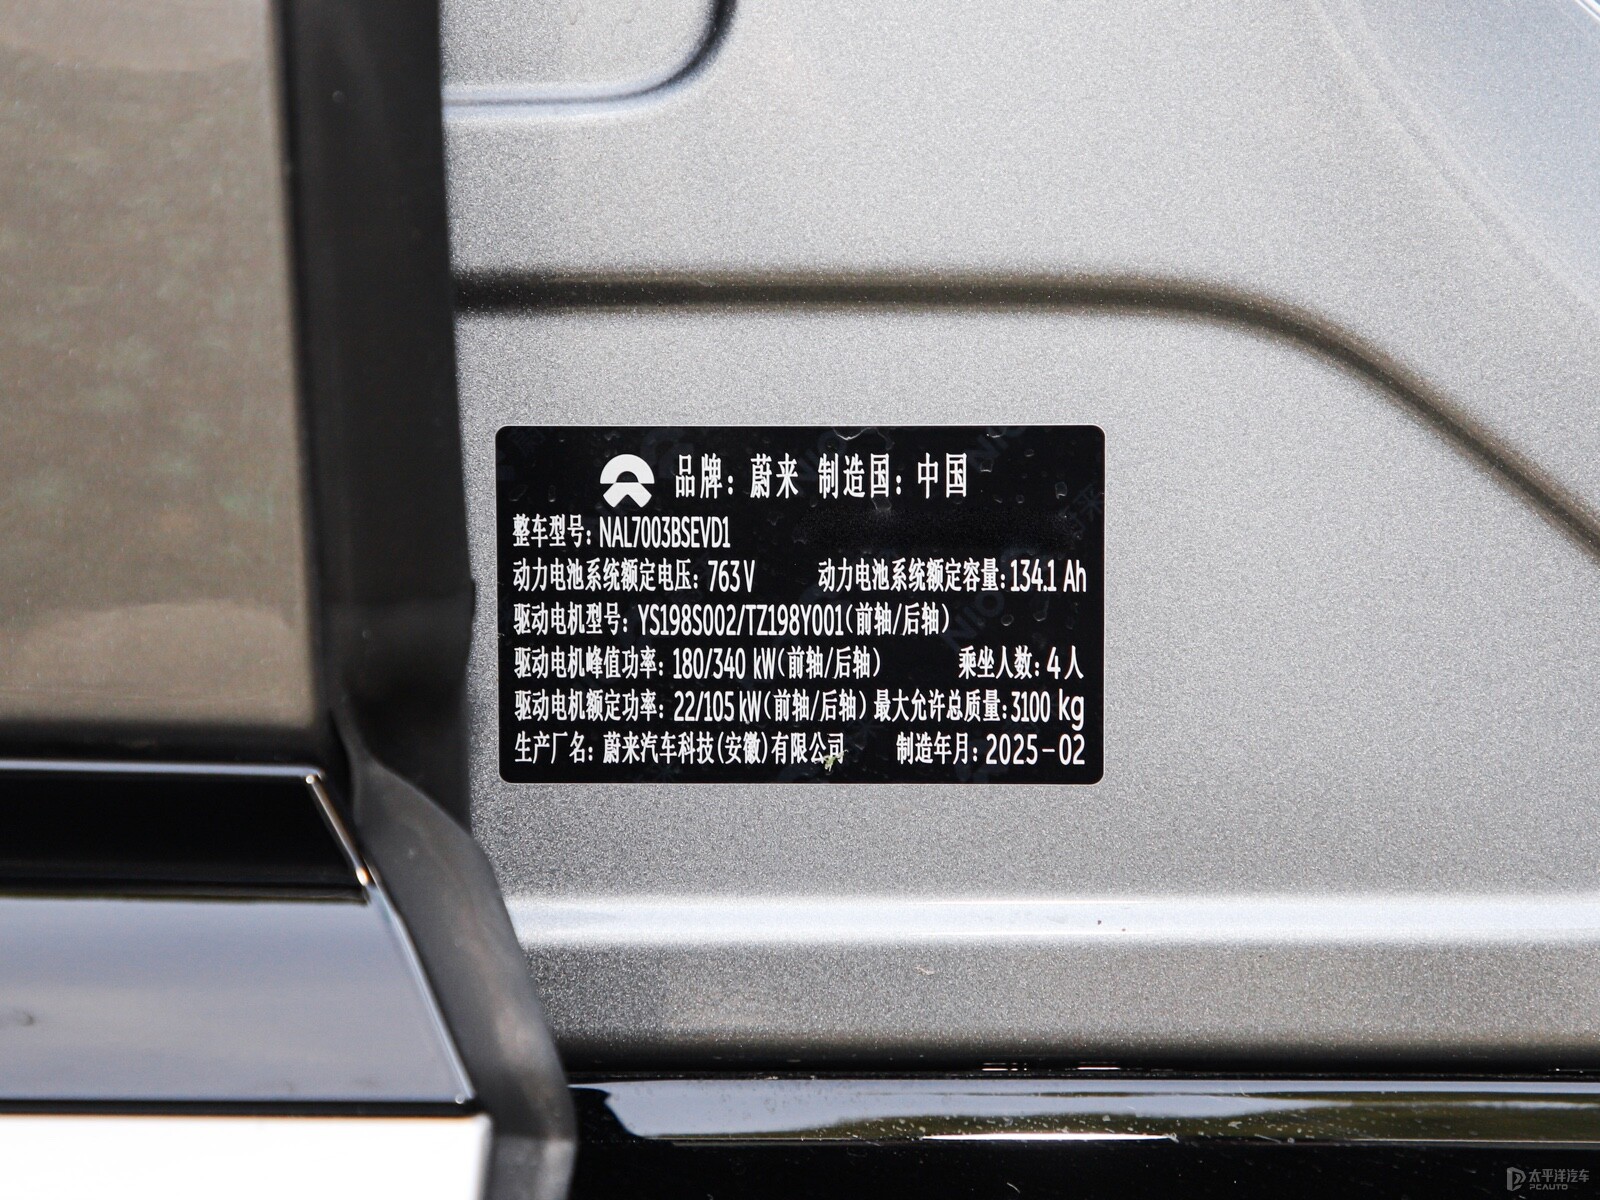 品牌: 蔚来 制造国: 中国
整车型号: NAL7003BSEVD1
动力电池系统额定电压: 763V 动力电池系统额定容量: 134.1 Ah
驱动电机型号: YS198S002/TZ198Y001(前轴/后轴)
驱动电机峰值功率: 180/340 kW(前轴/后轴) 乘坐人数: 4人
驱动电机额定功率: 22/105 kW(前轴/后轴) 最大允许总质量: 3100 kg
生产厂名: 蔚来汽车科技(安徽)有限公司 制造年月: 2025-02
太平洋汽车
PCAUTO